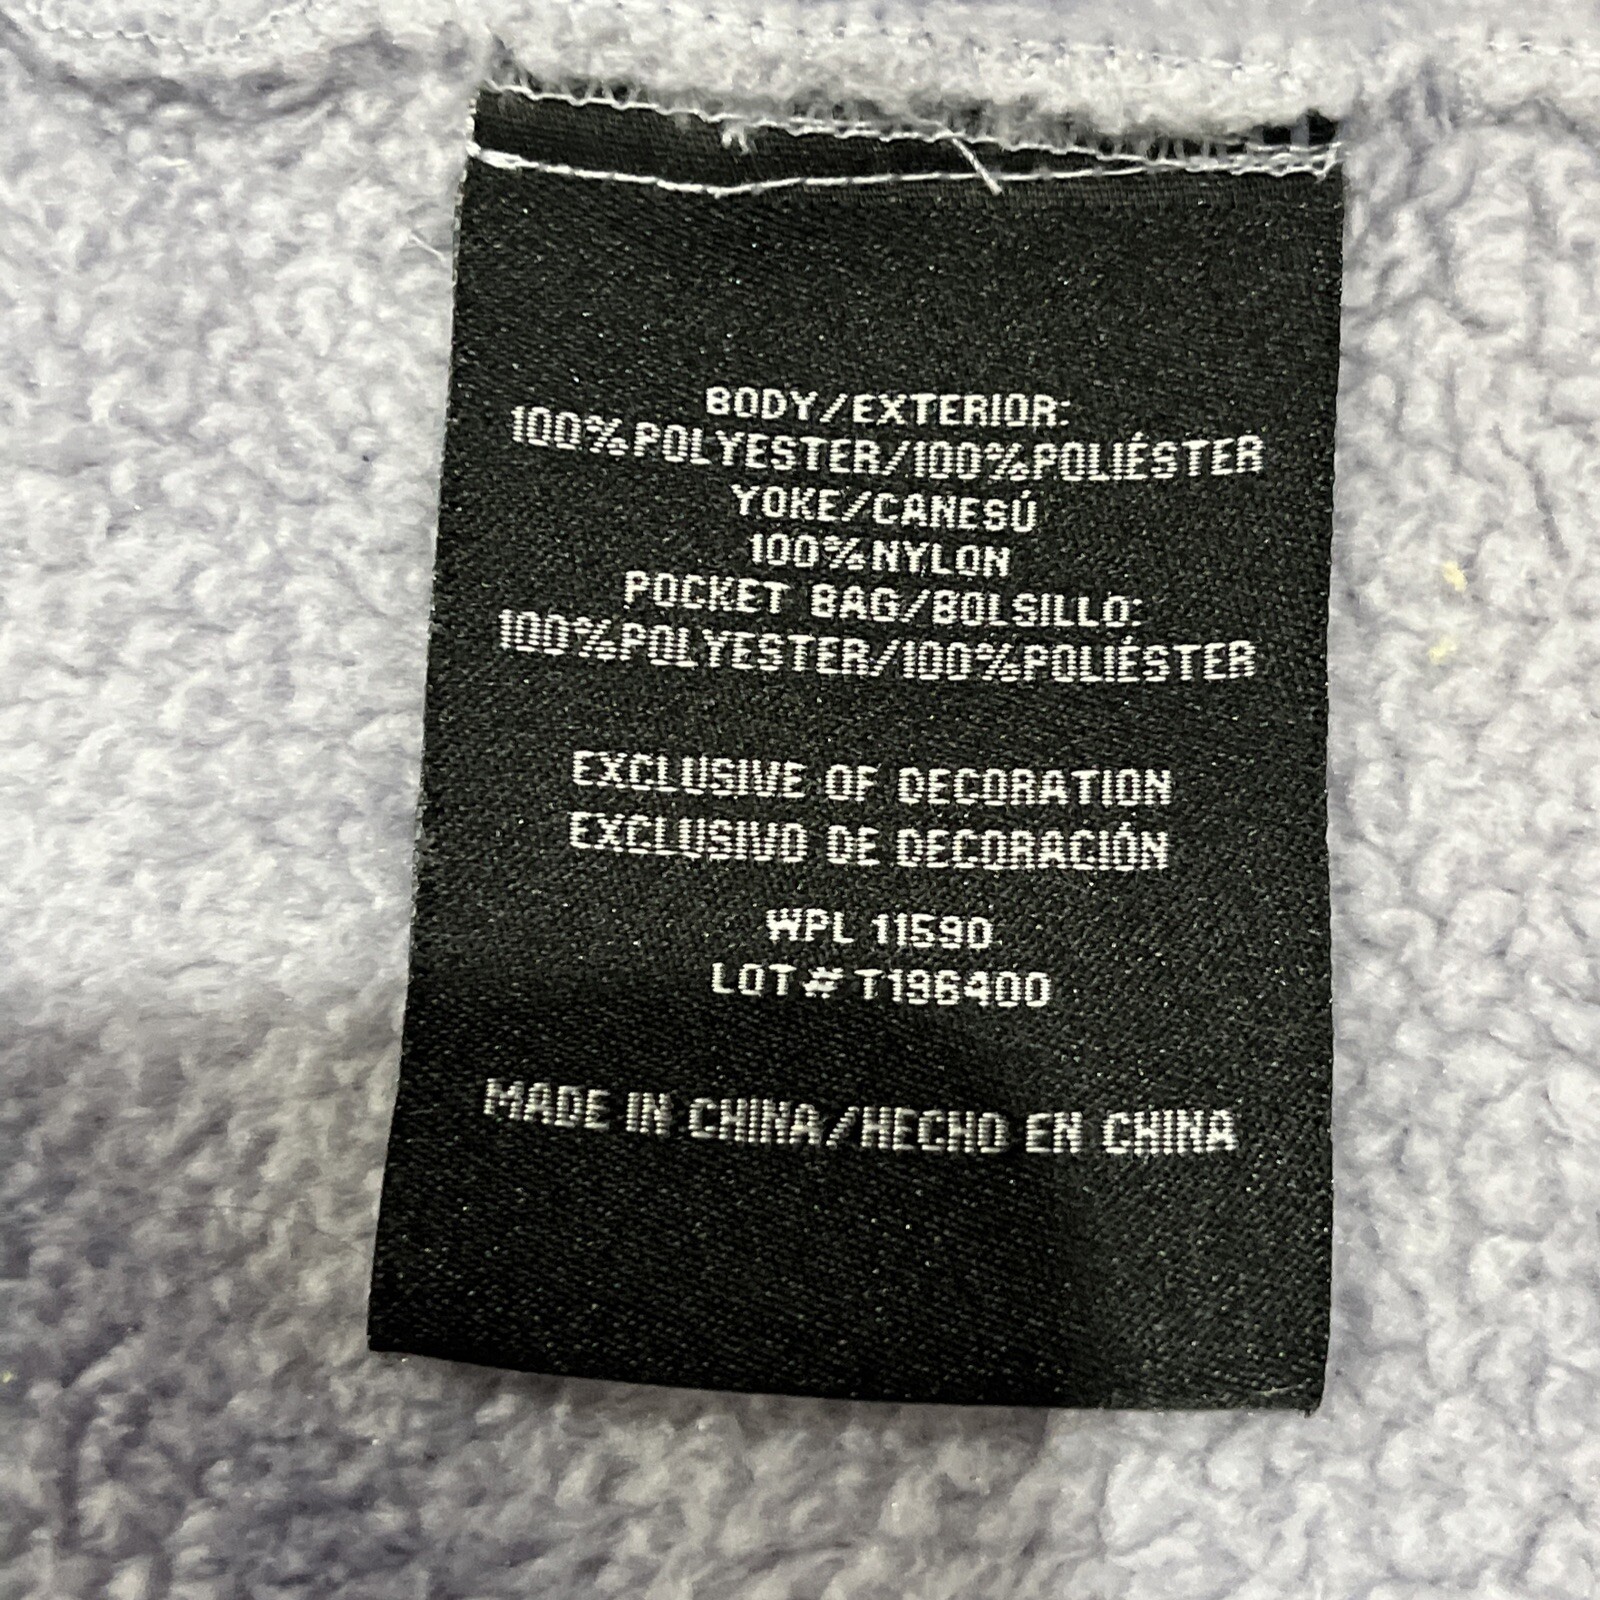 BODY/EXTERIOR:
100%POLYESTER/100%POLIÉSTER
YOKE/CANESÚ
100%NYLON
POCKET BAG/BOLSILLO:
100%POLYESTER/100%POLIÉSTER
EXCLUSIVE OF DECORATION
EXCLUSIVO DE DECORACIÓN
WPL 11590
LOT# T196400
MADE IN CHINA/HECHO EN CHINA